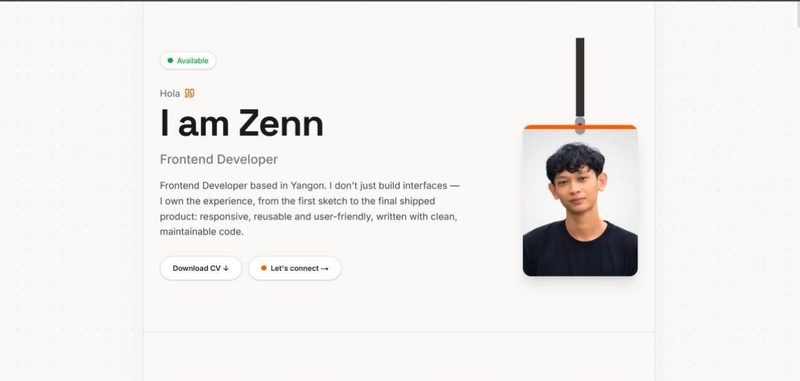 Available
Hola
I am Zenn
Frontend Developer
Frontend Developer based in Yangon. I don't just build interfaces —
I own the experience, from the first sketch to the final shipped
product: responsive, reusable and user-friendly, written with clean,
maintainable code.
Download CV ↓
Let's connect →